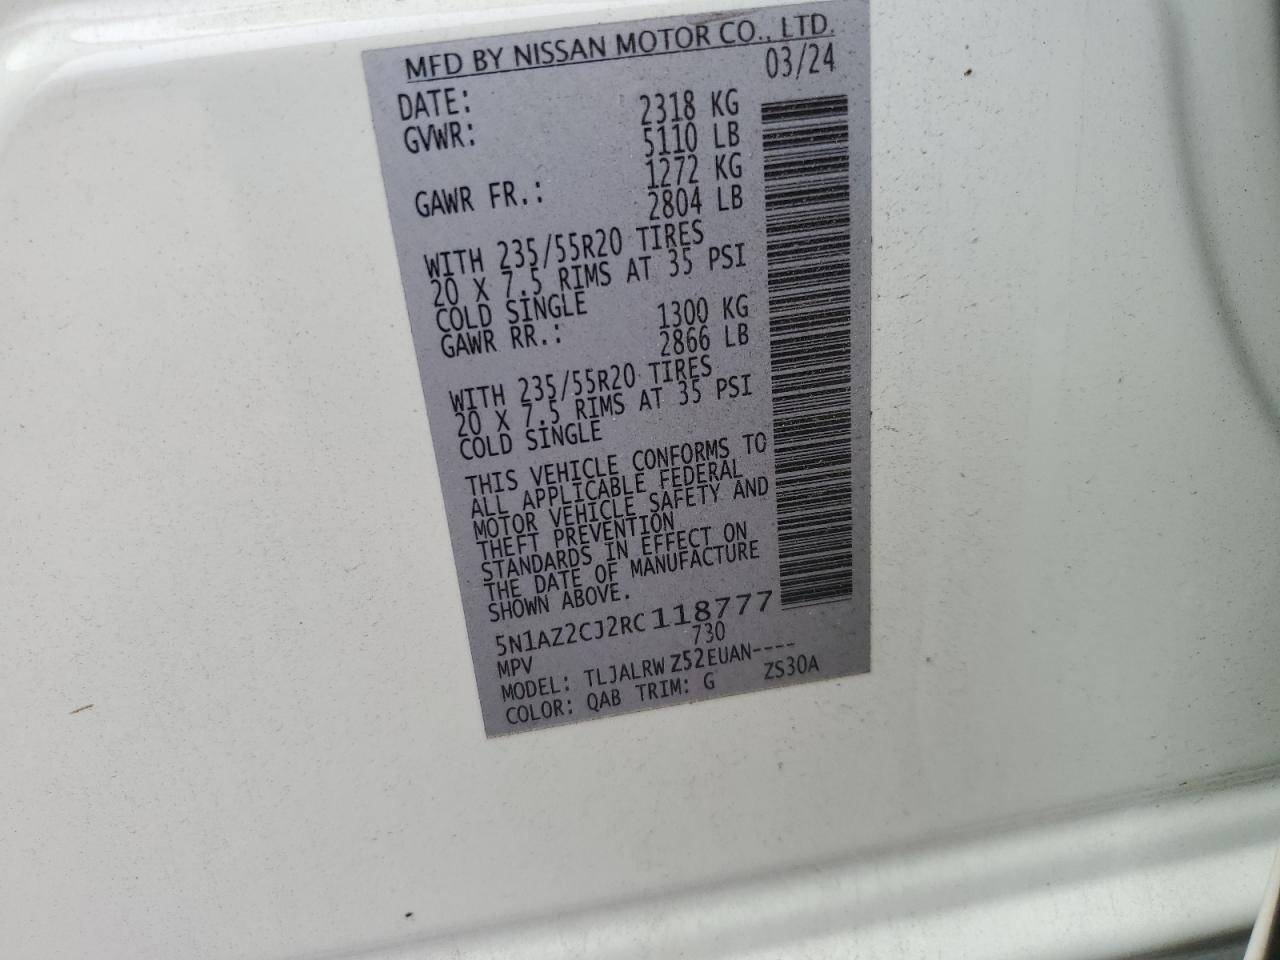 MFD BY NISSAN MOTOR CO., LTD.
DATE: 03/24
GVWR: 2318 KG
5110 LB
GAWR FR.: 1272 KG
2804 LB
WITH 235/55R20 TIRES
20 X 7.5 RIMS AT 35 PSI
COLD SINGLE
GAWR RR.: 1300 KG
2866 LB
WITH 235/55R20 TIRES
20 X 7.5 RIMS AT 35 PSI
COLD SINGLE
THIS VEHICLE CONFORMS TO
ALL APPLICABLE FEDERAL
MOTOR VEHICLE SAFETY AND
THEFT PREVENTION
STANDARDS IN EFFECT ON
THE DATE OF MANUFACTURE
SHOWN ABOVE.
5N1AZ2CJ2RC118777
MPV 730
MODEL: TLJALRWZ52EUAN----
COLOR: QAB TRIM: G ZS30A